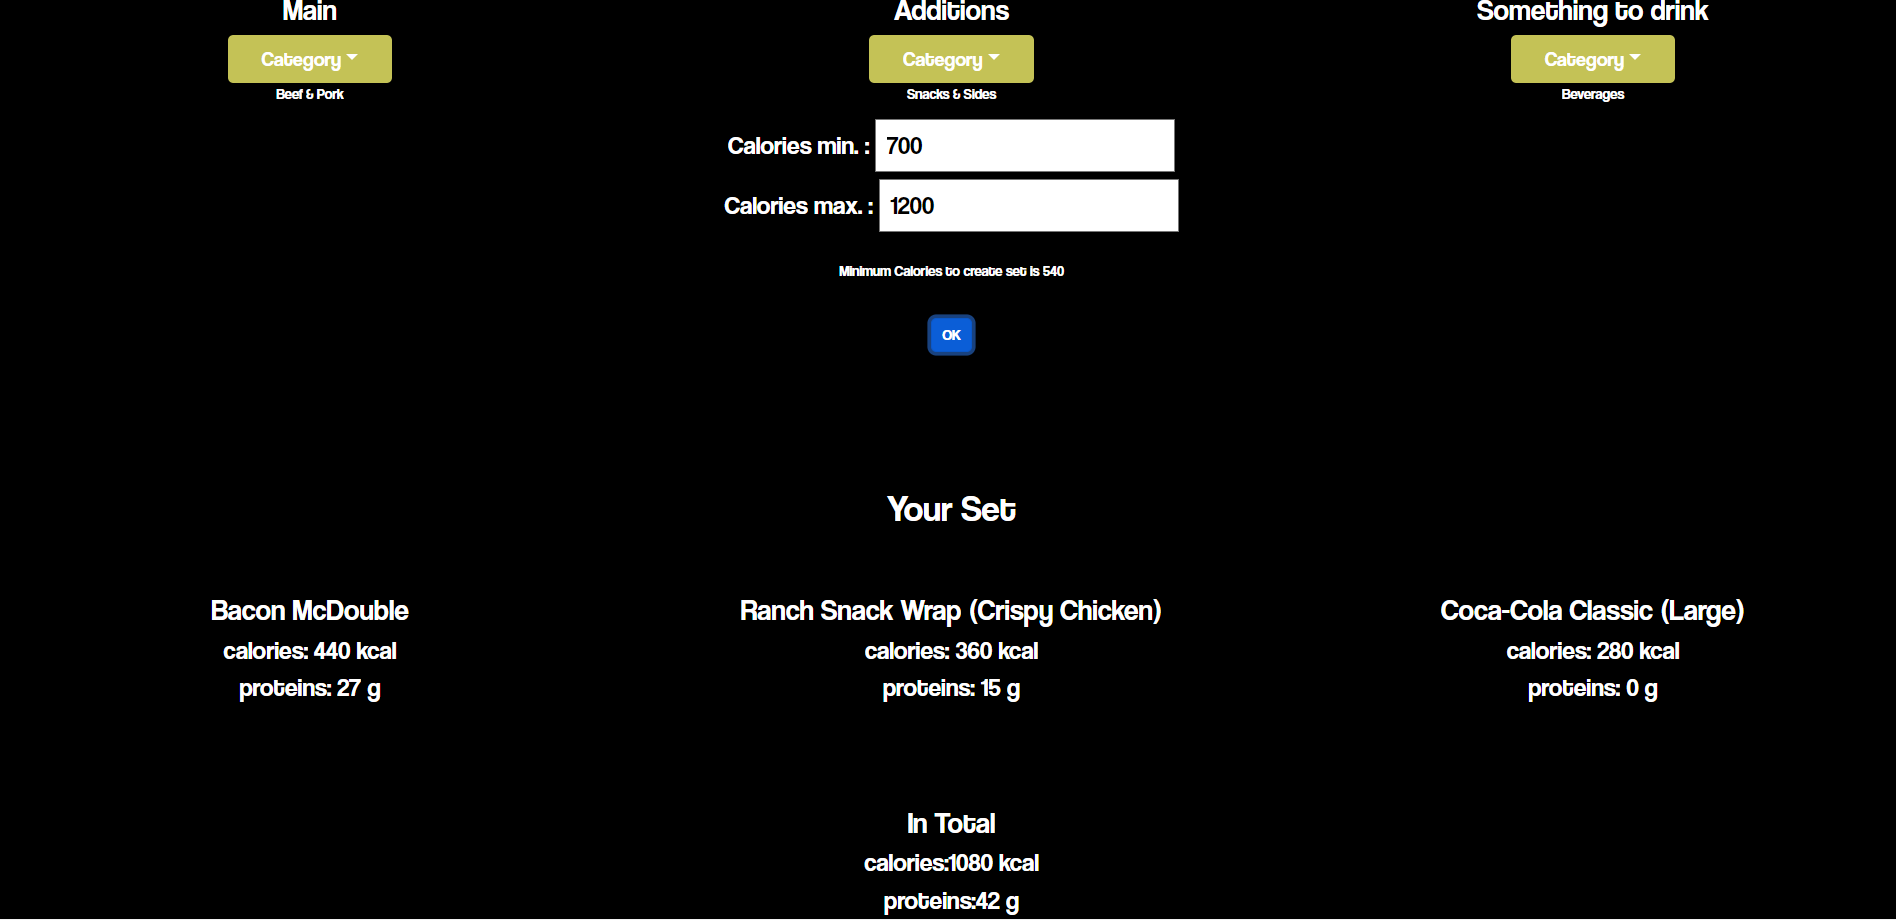 Main
Additions
Something to drink
Category
Category
Category
Beef & Pork
Snacks & Sides
Beverages
Calories min. : 700
Calories max. : 1200
Minimum Calories to create set is 540
OK
Your Set
Bacon McDouble
calories: 440 kcal
proteins: 27 g
Ranch Snack Wrap (Crispy Chicken)
calories: 360 kcal
proteins: 15 g
Coca-Cola Classic (Large)
calories: 280 kcal
proteins: 0 g
In Total
calories:1080 kcal
proteins:42 g